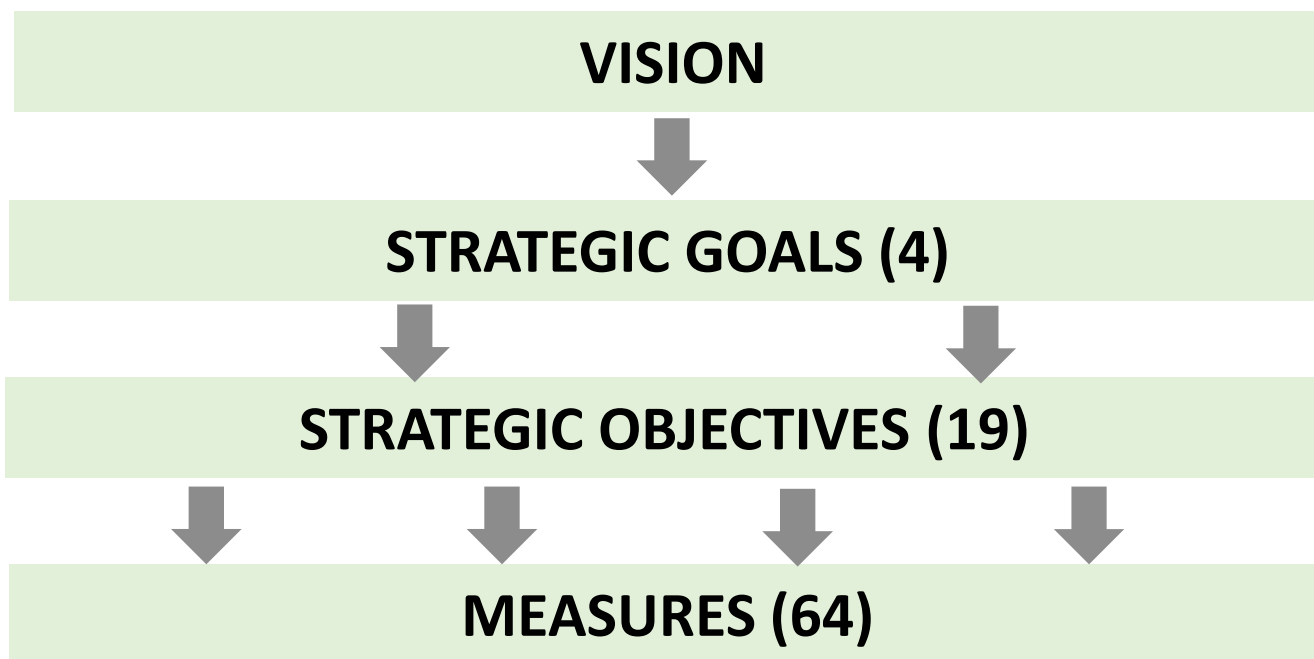 VISION
STRATEGIC GOALS (4)
STRATEGIC OBJECTIVES (19)
MEASURES (64)